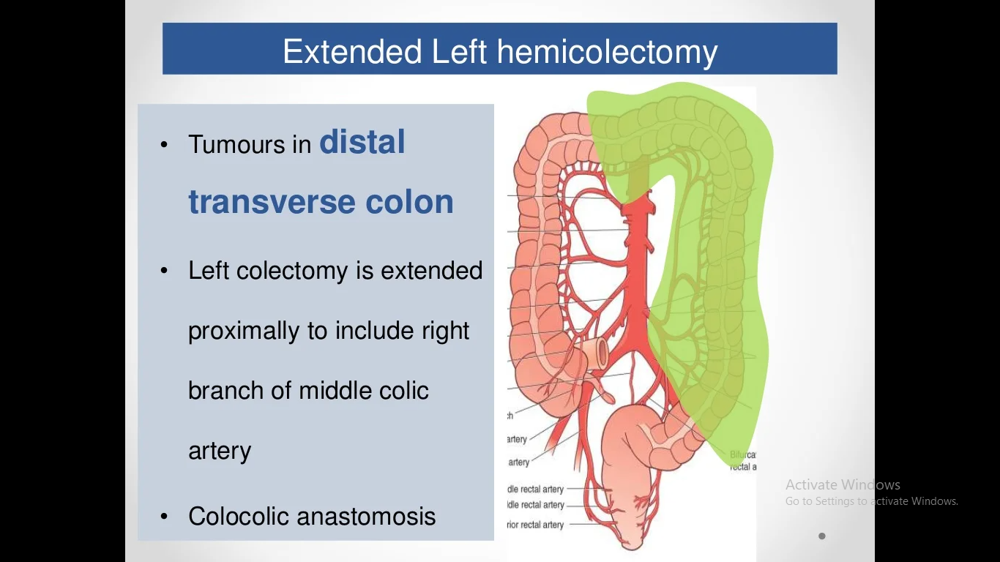 Extended Left hemicolectomy
• Tumours in distal
transverse colon
• Left colectomy is extended
proximally to include right
branch of middle colic
artery
• Colocolic anastomosis
ch
artery
artery
dle rectal artery
ddle rectal artery
rior rectal artery
Bifurca
rectal a
Activate Windows
Go to Settings to activate Windows.